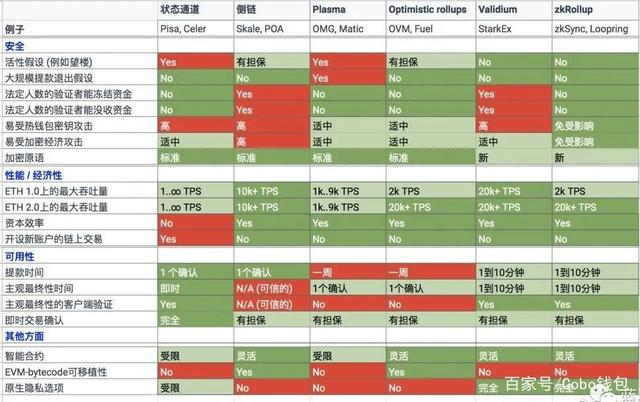 状态通道 侧链 Plasma Optimistic rollups Validium zkRollup
例子 Pisa, Celer Skale, POA OMG, Matic OVM, Fuel StarkEx zkSync, Loopring
安全
活性假设 (例如望楼) Yes 有担保 Yes 有担保 No No
大规模提款退出假设 No No Yes No No No
法定人数的验证者能冻结资金 No Yes No No Yes No
法定人数的验证者能没收资金 No Yes No No Yes No
易受热钱包密钥攻击 高 高 适中 适中 高 免受影响
易受加密经济攻击 适中 高 适中 适中 适中 免受影响
加密原语 标准 标准 标准 标准 新 新
性能 / 经济性
ETH 1.0上的最大吞吐量 1..∞ TPS 10k+ TPS 1k..9k TPS 2k TPS 20k+ TPS 2k TPS
ETH 2.0上的最大吞吐量 1..∞ TPS 10k+ TPS 1k..9k TPS 20k+ TPS 20k+ TPS 20k+ TPS
资本效率 No Yes Yes Yes Yes Yes
开设新账户的链上交易 Yes No No No No No
可用性
提款时间 1 个确认 1个确认 一周 一周 1到10分钟 1到10分钟
主观最终性时间 即时 N/A (可信的) 1个确认 1个确认 1到10分钟 1到10分钟
主观最终性的客户端验证 Yes N/A (可信的) No No Yes Yes
即时交易确认 完全 有担保 有担保 有担保 有担保 有担保
其他方面
智能合约 受限 灵活 受限 灵活 灵活 灵活
EVM-bytecode可移植性 No Yes No Yes No No
原生隐私选项 受限 No No No 完全 完全
百家号/Cobo钱包